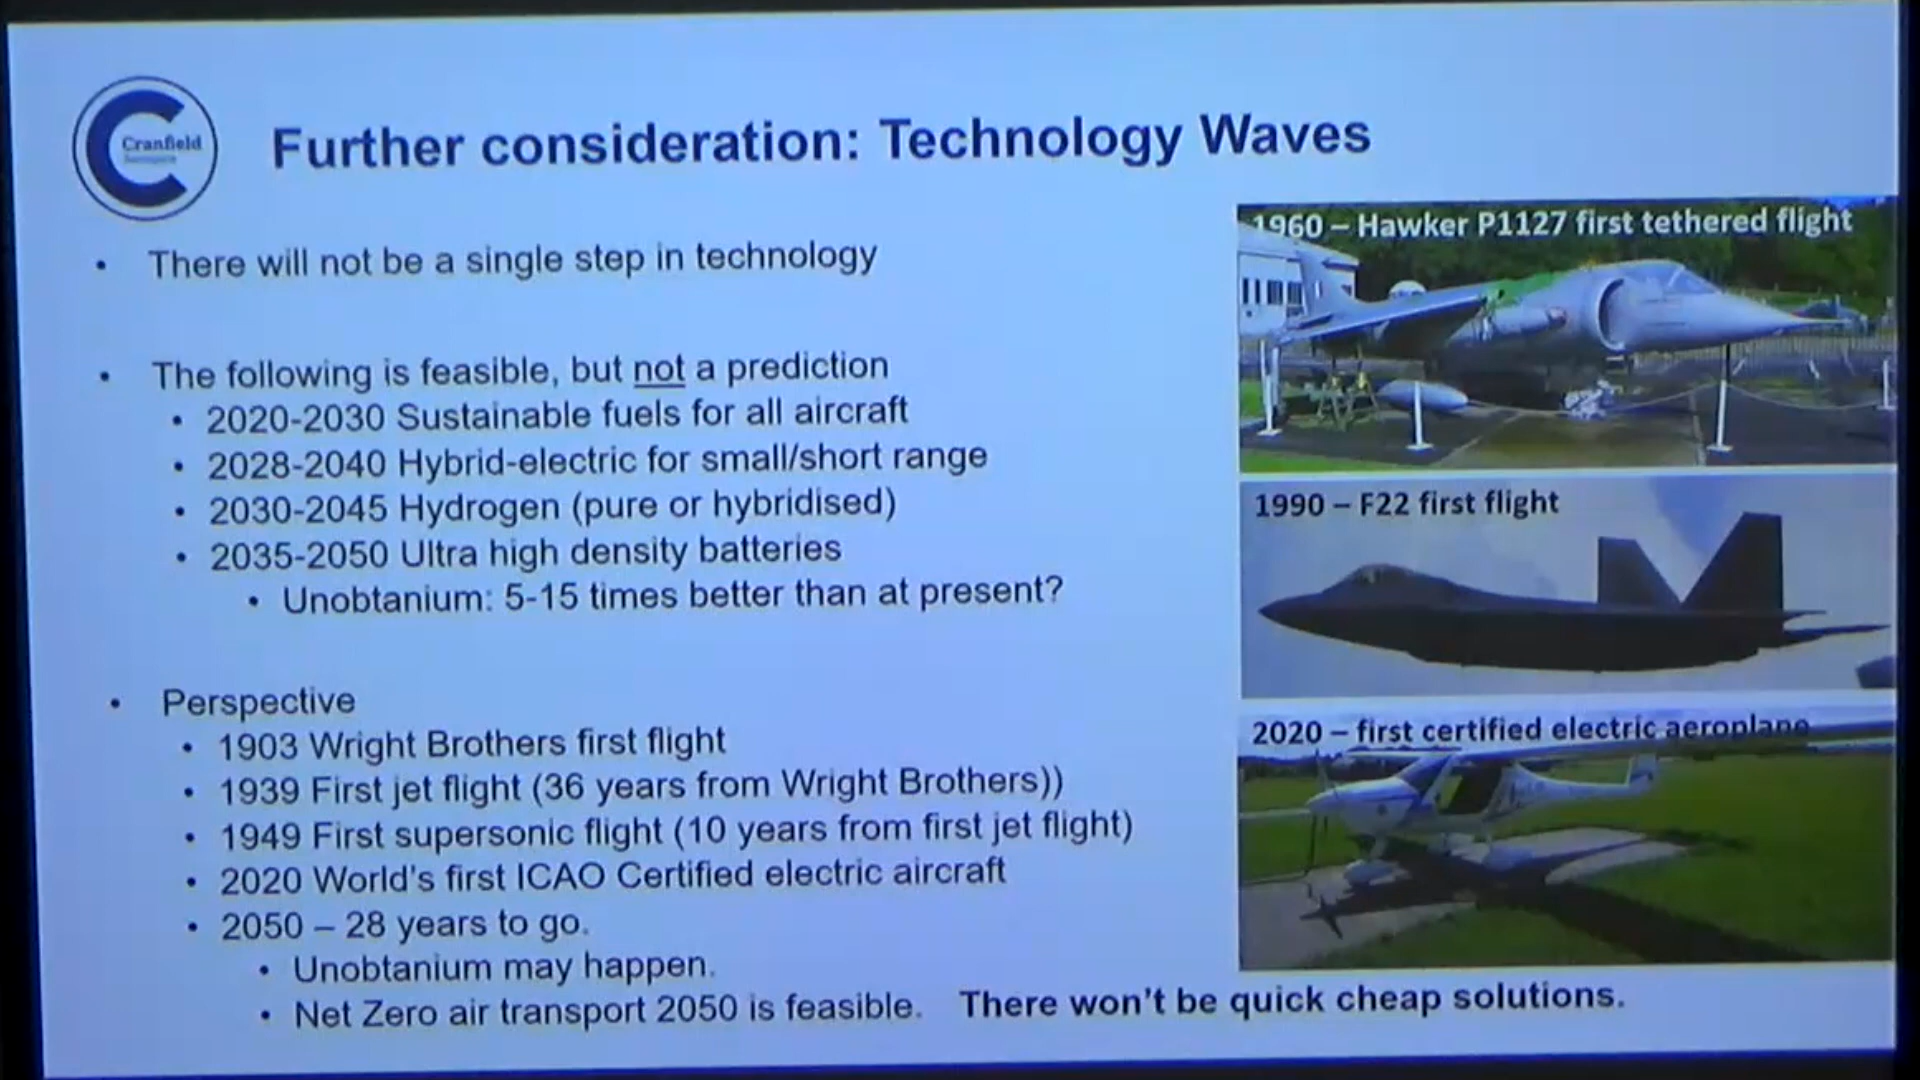 Cranfield
Aerospace
Further consideration: Technology Waves
• There will not be a single step in technology
• The following is feasible, but not a prediction
• 2020-2030 Sustainable fuels for all aircraft
• 2028-2040 Hybrid-electric for small/short range
• 2030-2045 Hydrogen (pure or hybridised)
• 2035-2050 Ultra high density batteries
• Unobtanium: 5-15 times better than at present?
• Perspective
• 1903 Wright Brothers first flight
• 1939 First jet flight (36 years from Wright Brothers))
• 1949 First supersonic flight (10 years from first jet flight)
• 2020 World's first ICAO Certified electric aircraft
• 2050 – 28 years to go.
• Unobtanium may happen.
• Net Zero air transport 2050 is feasible. There won't be quick cheap solutions.
1960 – Hawker P1127 first tethered flight
1990 – F22 first flight
2020 – first certified electric aeroplane